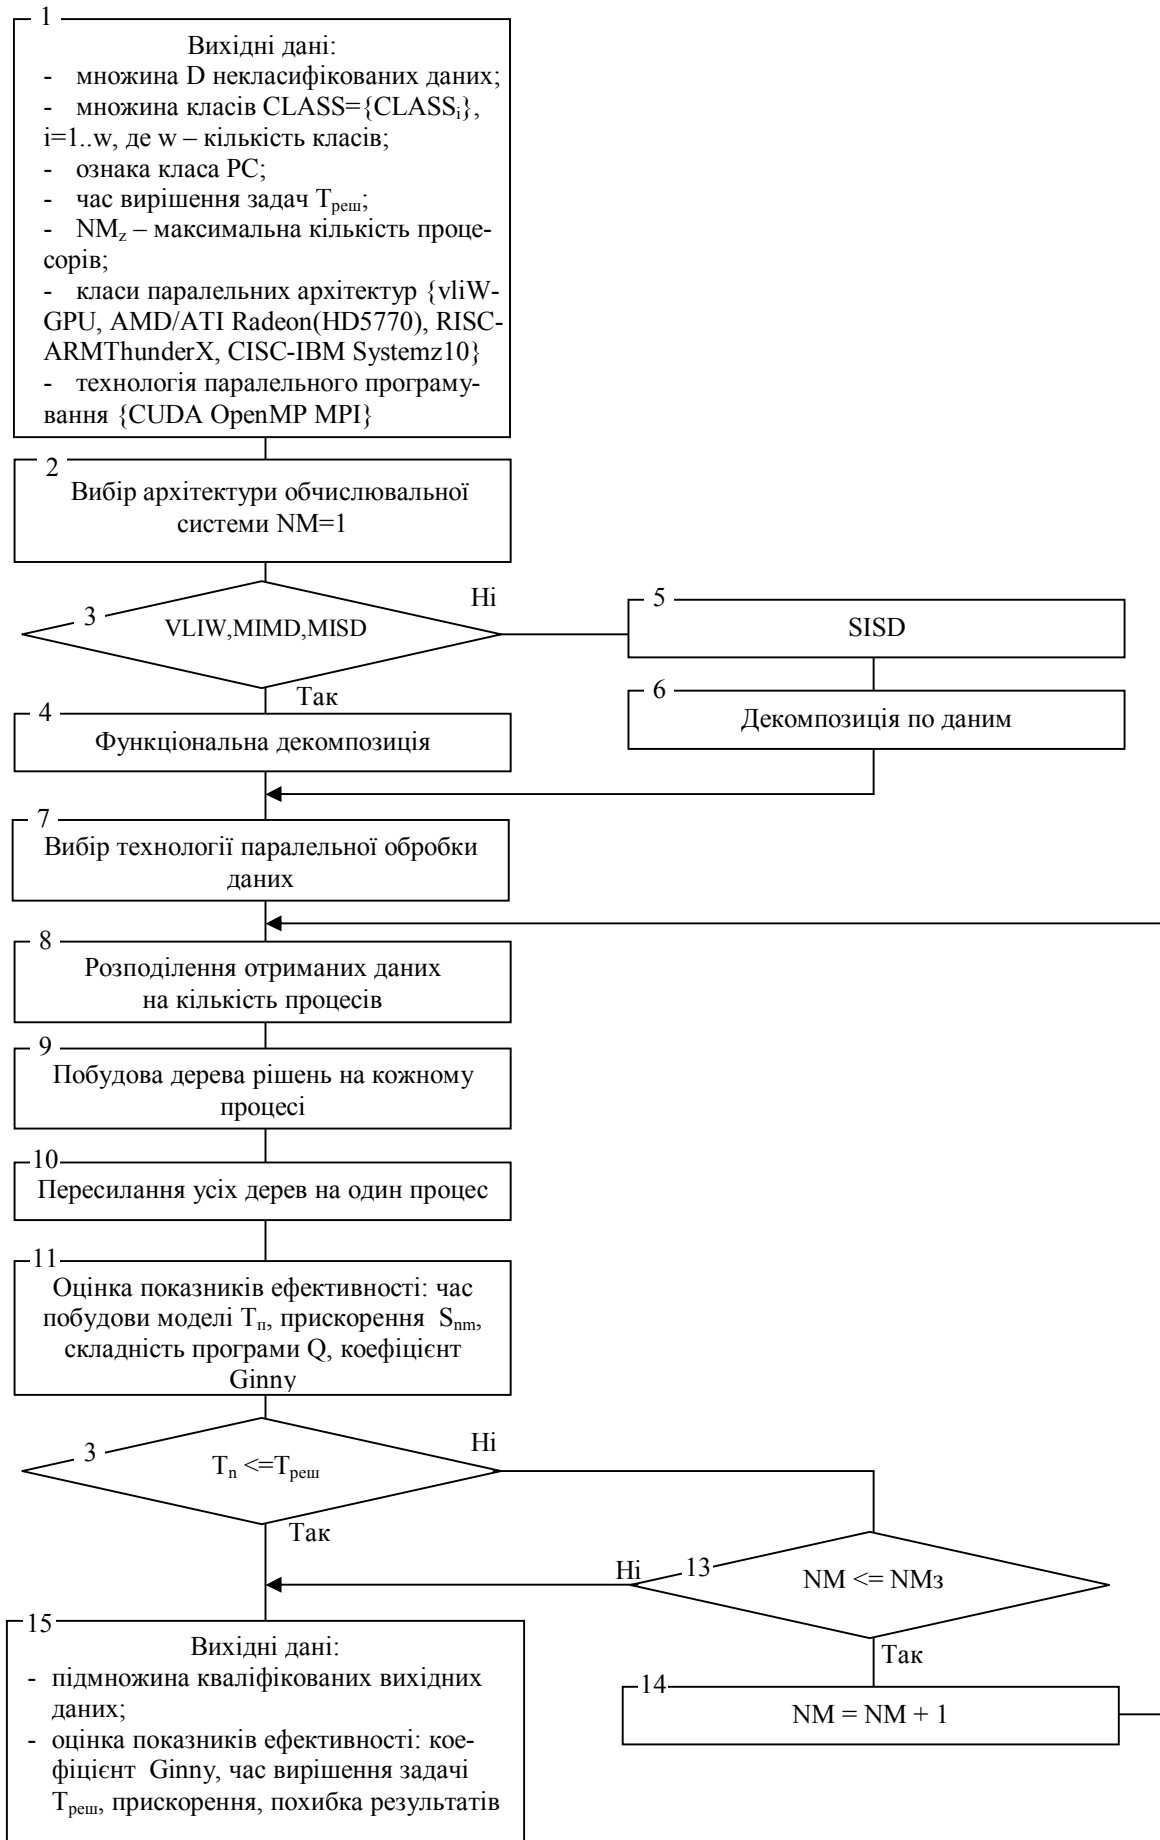 1
Вихідні дані:
- множина D некласифікованих даних;
- множина класів CLASS={CLASSᵢ},
i=1..w, де w – кількість класів;
- ознака класа PC;
- час вирішення задач Tреш;
- NMz – максимальна кількість проце-
сорів;
- класи паралельних архітектур {vliW-
GPU, AMD/ATI Radeon(HD5770), RISC-
ARMThunderX, CISC-IBM Systemz10}
- технологія паралельного програму-
вання {CUDA OpenMP MPI}
2
Вибір архітектури обчислювальної
системи NM=1
3
VLIW,MIMD,MISD
Ні
Так
5
SISD
6
Декомпозиція по даним
4
Функціональна декомпозиція
7
Вибір технології паралельної обробки
даних
8
Розподілення отриманих даних
на кількість процесів
9
Побудова дерева рішень на кожному
процесі
10
Пересилання усіх дерев на один процес
11
Оцінка показників ефективності: час
побудови моделі Tп, прискорення Snm,
складність програми Q, коефіцієнт
Ginny
3
Tn <=Tреш
Ні
Так
13
NM <= NMз
Ні
Так
14
NM = NM + 1
15
Вихідні дані:
- підмножина кваліфікованих вихідних
даних;
- оцінка показників ефективності: кое-
фіцієнт Ginny, час вирішення задачі
Tреш, прискорення, похибка результатів